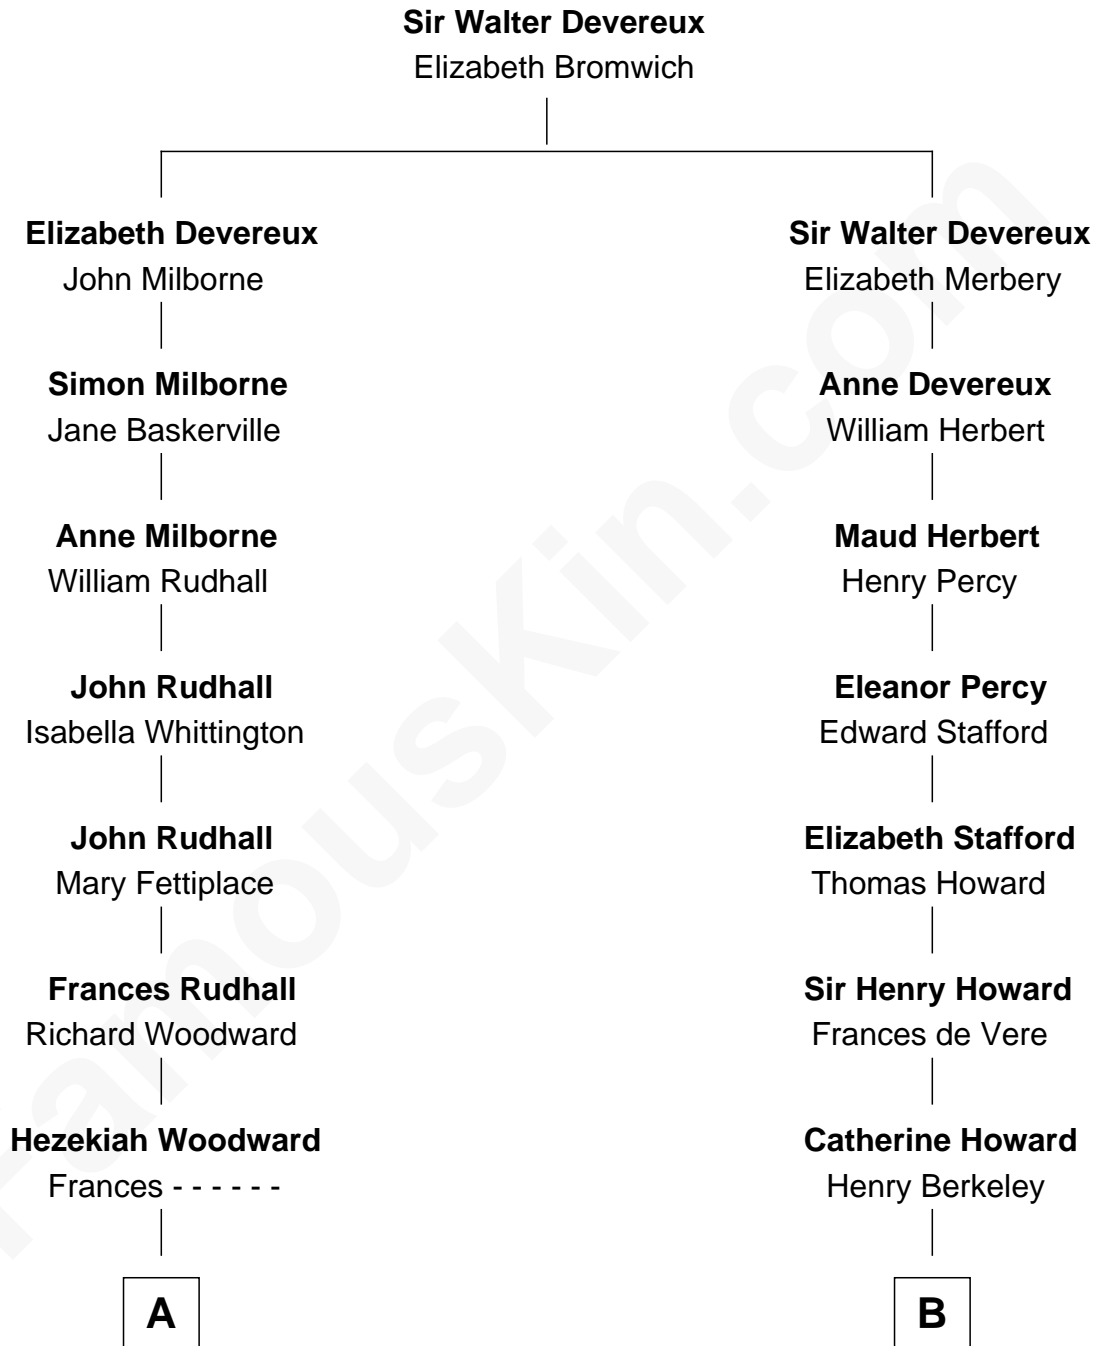 Sir Walter Devereux
Elizabeth Bromwich
Elizabeth Devereux
John Milborne
Sir Walter Devereux
Elizabeth Merbery
Simon Milborne
Jane Baskerville
Anne Devereux
William Herbert
Anne Milborne
William Rudhall
Maud Herbert
Henry Percy
John Rudhall
Isabella Whittington
Eleanor Percy
Edward Stafford
John Rudhall
Mary Fettiplace
Elizabeth Stafford
Thomas Howard
Frances Rudhall
Richard Woodward
Sir Henry Howard
Frances de Vere
Hezekiah Woodward
Frances - - - - - -
Catherine Howard
Henry Berkeley
A
B
FamousKin.com